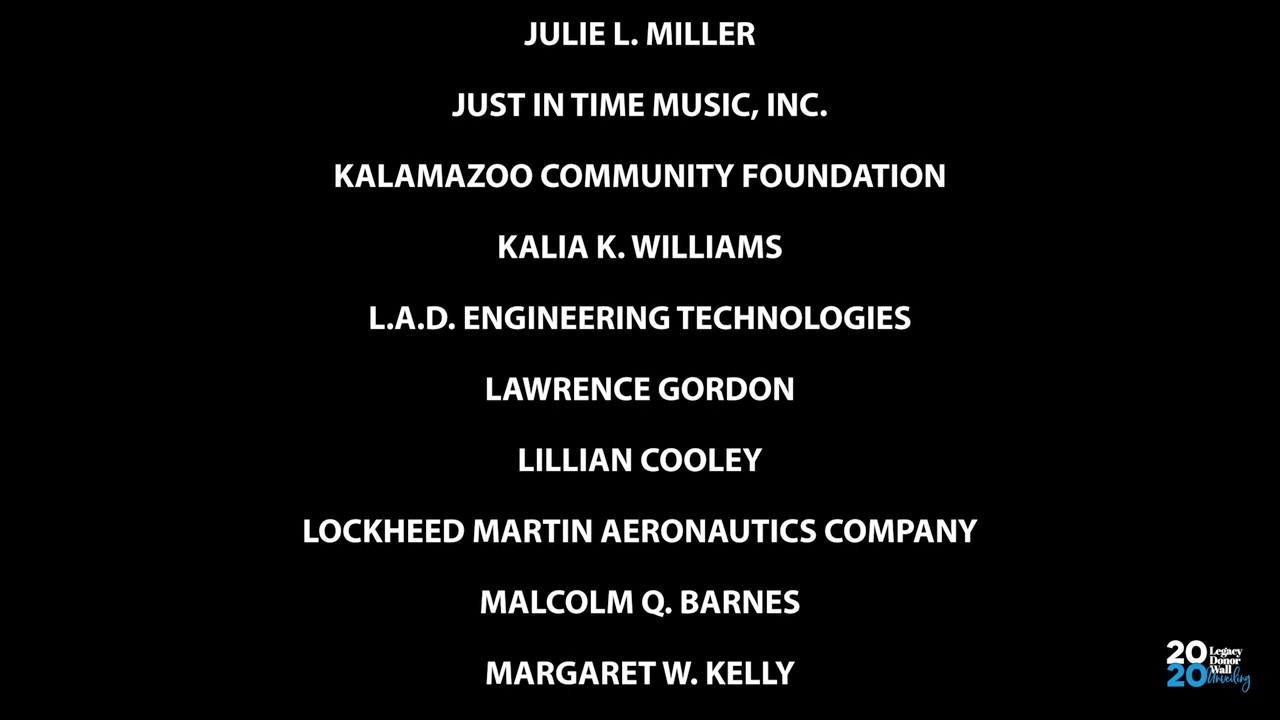 JULIE L. MILLER
JUST IN TIME MUSIC, INC.
KALAMAZOO COMMUNITY FOUNDATION
KALIA K. WILLIAMS
L.A.D. ENGINEERING TECHNOLOGIES
LAWRENCE GORDON
LILLIAN COOLEY
LOCKHEED MARTIN AERONAUTICS COMPANY
MALCOLM Q. BARNES
MARGARET W. KELLY
20
20
Legacy
Donor
Wall
Unveiling